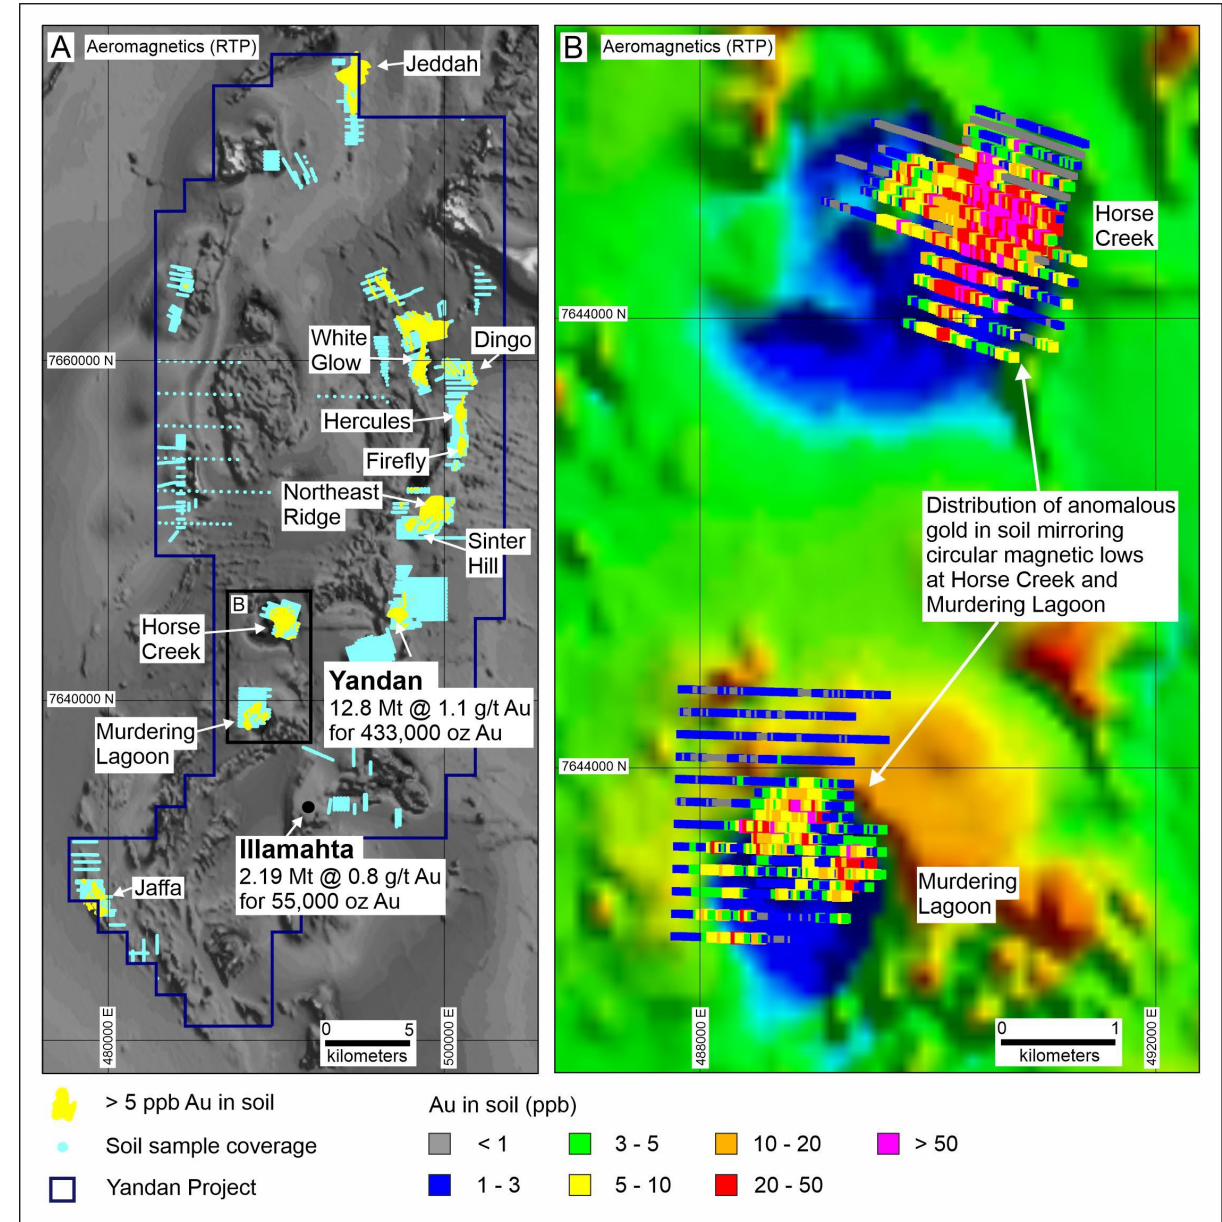 A
Aeromagnetics (RTP)
Jeddah
White
Glow
Dingo
7660000 N
Hercules
Firefly
Northeast
Ridge
Sinter
Hill
B
Horse
Creek
Yandan
12.8 Mt @ 1.1 g/t Au
for 433,000 oz Au
7640000 N
Murdering
Lagoon
Illamahta
2.19 Mt @ 0.8 g/t Au
for 55,000 oz Au
Jaffa
480000 E
0 5
kilometers
500000 E
B
Aeromagnetics (RTP)
Horse
Creek
7644000 N
Distribution of anomalous
gold in soil mirroring
circular magnetic lows
at Horse Creek and
Murdering Lagoon
7644000 N
Murdering
Lagoon
488000 E
0 1
kilometers
492000 E
> 5 ppb Au in soil
Soil sample coverage
Yandan Project
Au in soil (ppb)
< 1
3 - 5
10 - 20
> 50
1 - 3
5 - 10
20 - 50